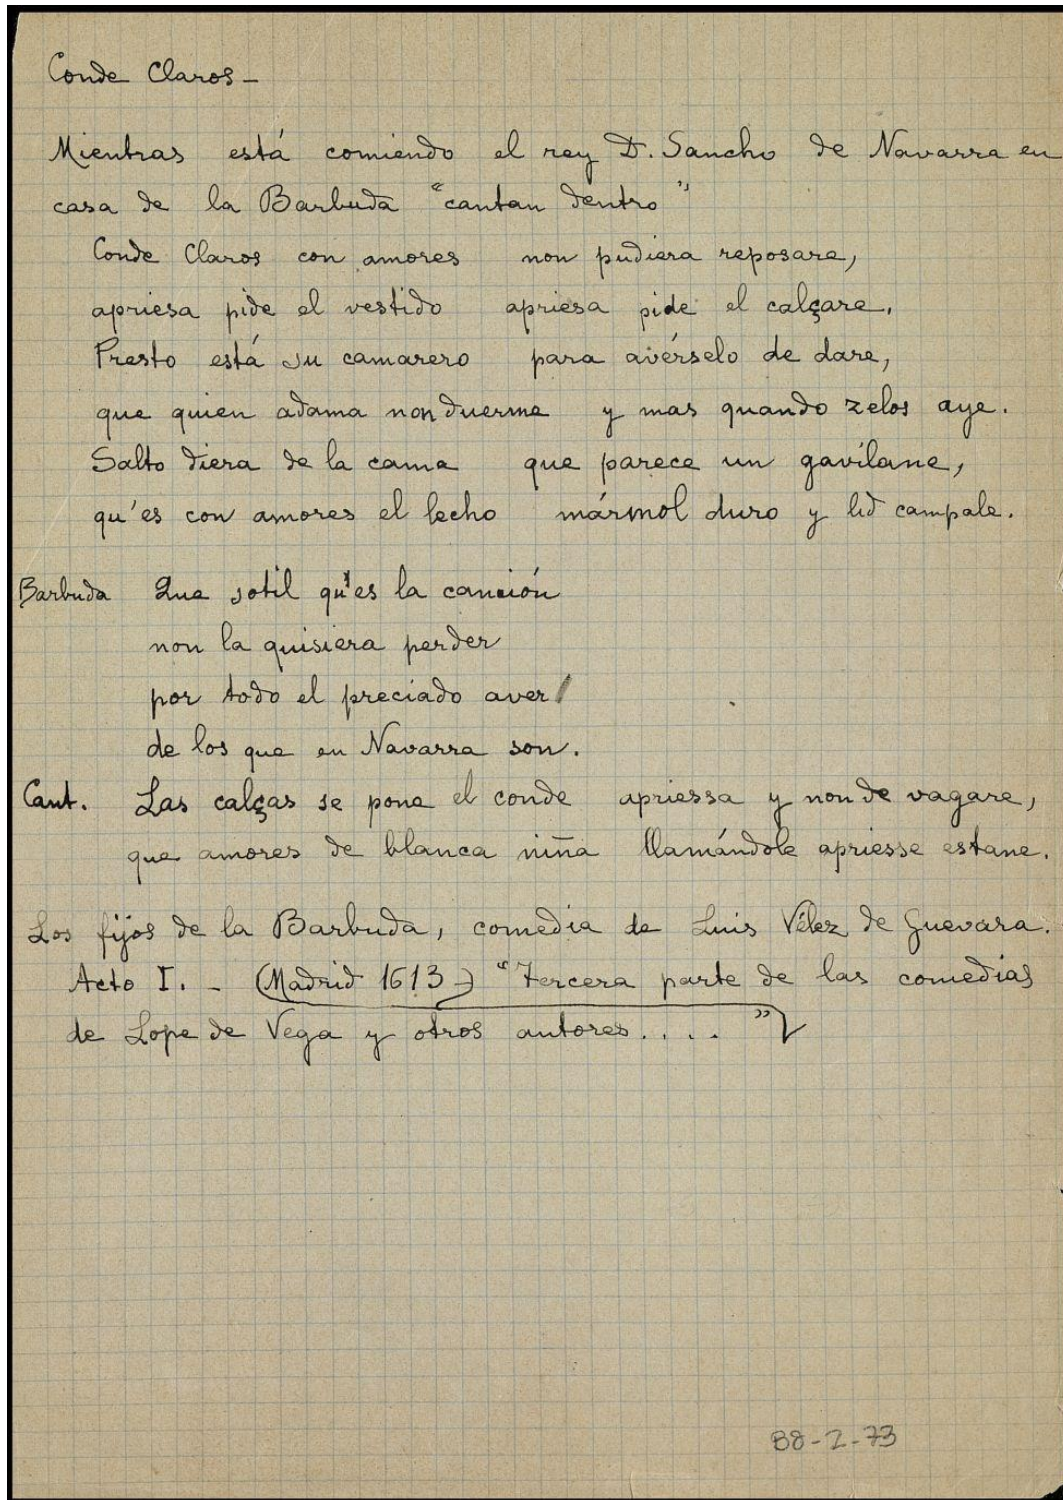 Conde Claros -
Mientras está comiendo el rey D. Sancho de Navarra en
casa de la Barbuda "cantan dentro"
Conde Claros con amores non pudiera reposare,
apriesa pide el vestido apriesa pide el calçare.
Presto está su camarero para avérselo de dare,
que quien adama non duerme y mas quando zelos aye.
Salto diera de la cama que parece un gavilane,
qu'es con amores el lecho mármol duro y lid campale.
Barbuda Que sotil qu'es la canción
non la quisiera perder
por todo el preciado aver
de los que en Navarra son.
Cant. Las calças se pone el conde apriessa y non de vagare,
que amores de blanca niña llamándole apriesse estane.
Los fijos de la Barbuda, comedia de Luis Vélez de Guevara.
Acto I. - (Madrid 1613-) "Tercera parte de las comedias
de Lope de Vega y otros autores.... "
B8-2-73